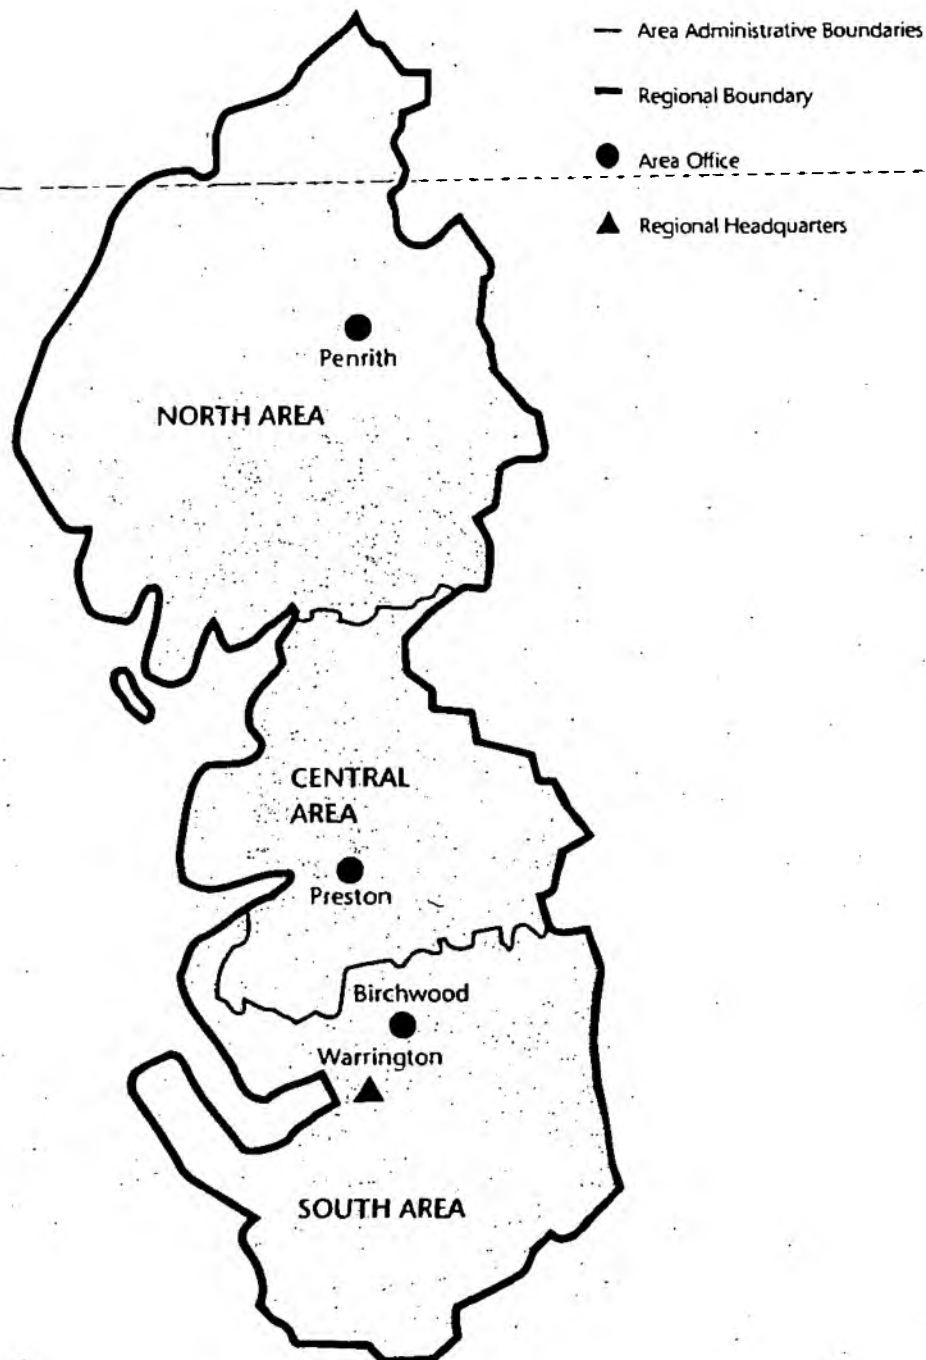 Area Administrative Boundaries
Regional Boundary
Area Office
Regional Headquarters
Penrith
NORTH AREA
CENTRAL
AREA
Preston
Birchwood
Warrington
SOUTH AREA